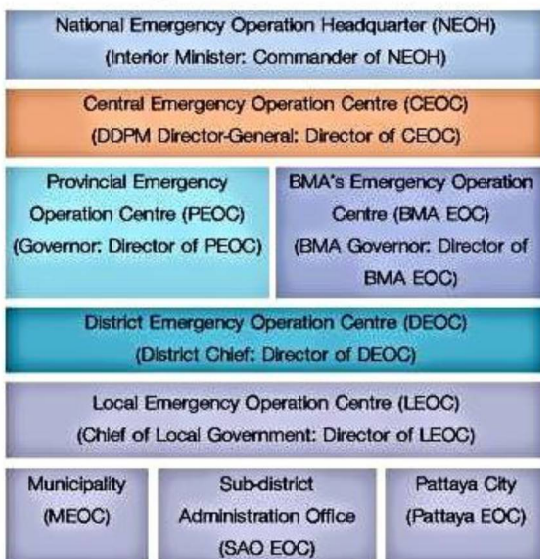 National Emergency Operation Headquarter (NEOH)
(Interior Minister: Commander of NEOH)
Central Emergency Operation Centre (CEOC)
(DDPM Director-General: Director of CEOC)
Provincial Emergency
Operation Centre (PEOC)
(Governor: Director of PEOC)
BMA's Emergency Operation
Centre (BMA EOC)
(BMA Governor: Director of
BMA EOC)
District Emergency Operation Centre (DEOC)
(District Chief: Director of DEOC)
Local Emergency Operation Centre (LEOC)
(Chief of Local Government: Director of LEOC)
Municipality
(MEOC)
Sub-district
Administration Office
(SAO EOC)
Pattaya City
(Pattaya EOC)